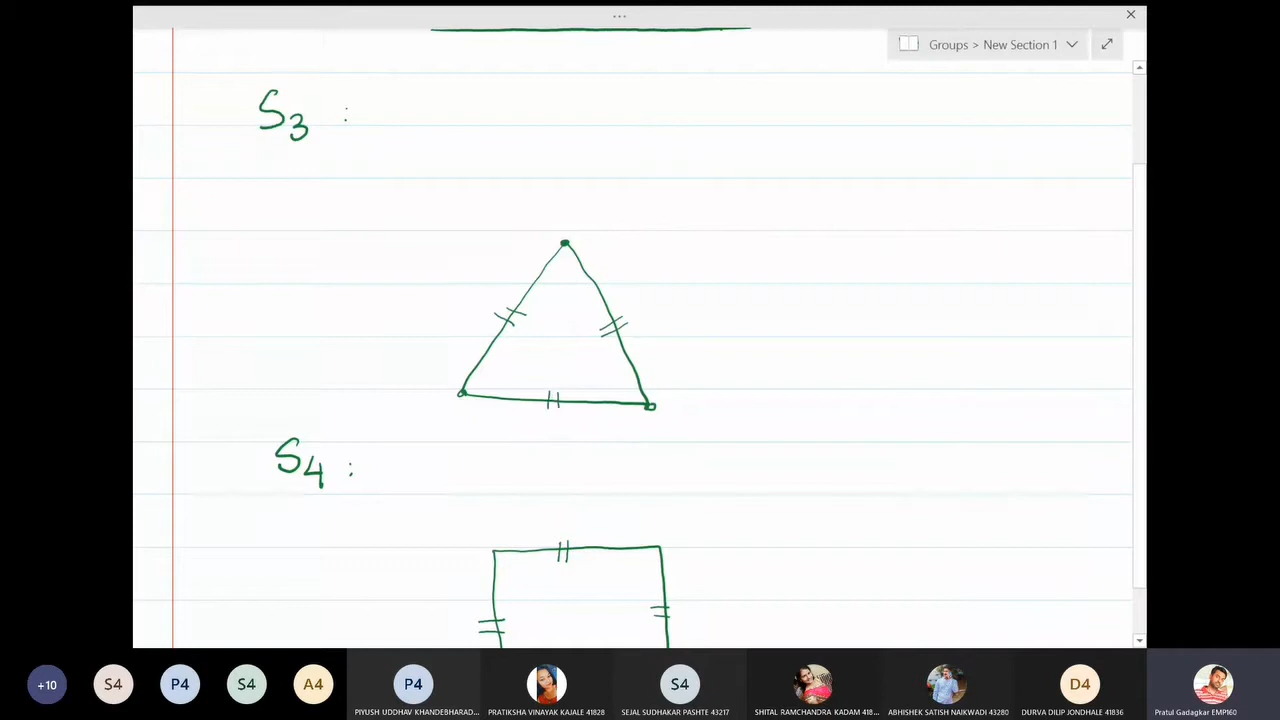 ...
Groups > New Section 1
S3 :
S4 :
+10
S4
P4
S4
A4
P4
S4
D4
PIYUSH UDDHAV KHANDEBHARAD...
PRATIKSHA VINAYAK KAJALE 41828
SEJAL SUDHAKAR PASHTE 43217
SHITAL RAMCHANDRA KADAM 418...
ABHISHEK SATISH NAIKWADI 43280
DURVA DILIP JONDHALE 41836
Pratul Gadagkar EMP160